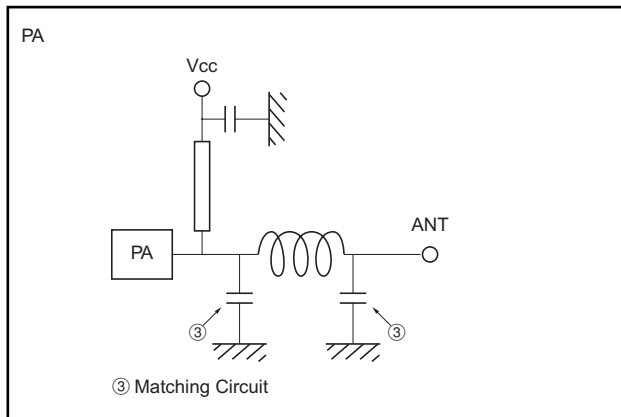 PA
Vcc
ANT
PA
③
③
③ Matching Circuit